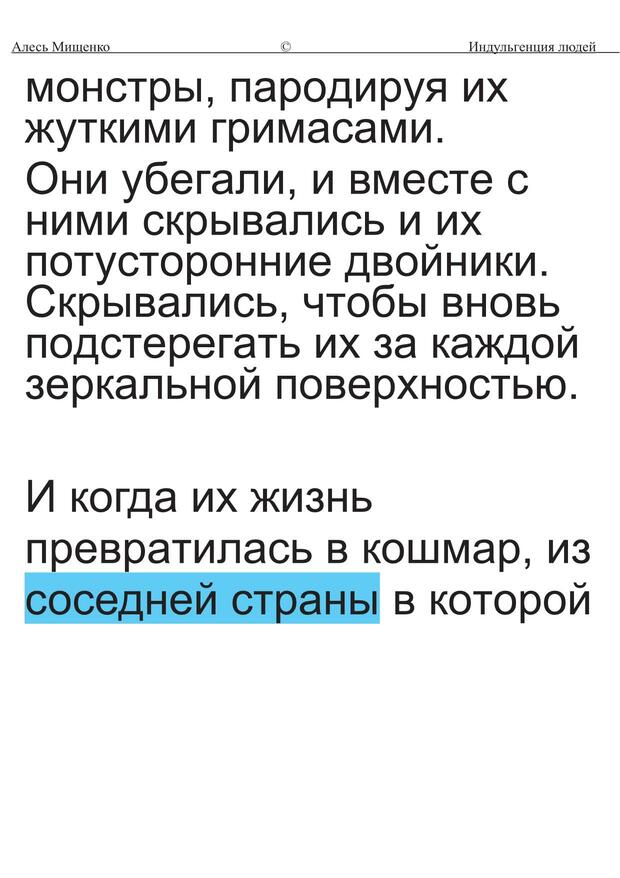 Алесь Мищенко © Индульгенция людей
монстры, пародируя их
жуткими гримасами.
Они убегали, и вместе с
ними скрывались и их
потусторонние двойники.
Скрывались, чтобы вновь
подстерегать их за каждой
зеркальной поверхностью.
И когда их жизнь
превратилась в кошмар, из
соседней страны в которой